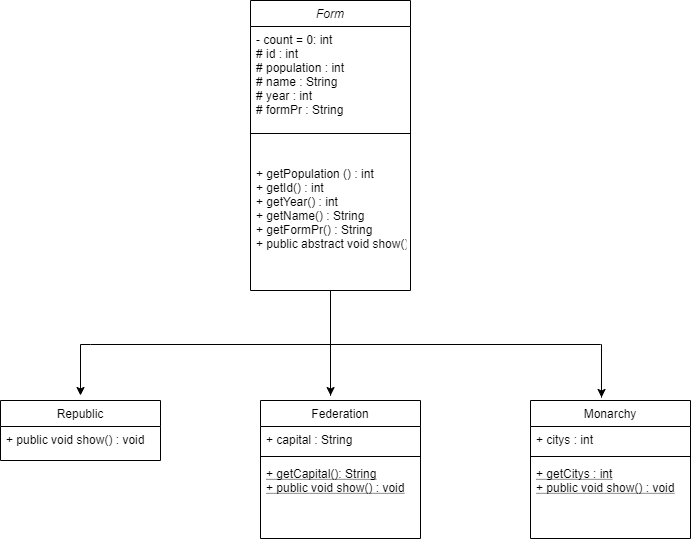 Form
- count = 0: int
# id : int
# population : int
# name : String
# year : int
# formPr : String
+ getPopulation () : int
+ getId() : int
+ getYear() : int
+ getName() : String
+ getFormPr() : String
+ public abstract void show()
Republic
+ public void show() : void
Federation
+ capital : String
+ getCapital(): String
+ public void show() : void
Monarchy
+ citys : int
+ getCitys : int
+ public void show() : void